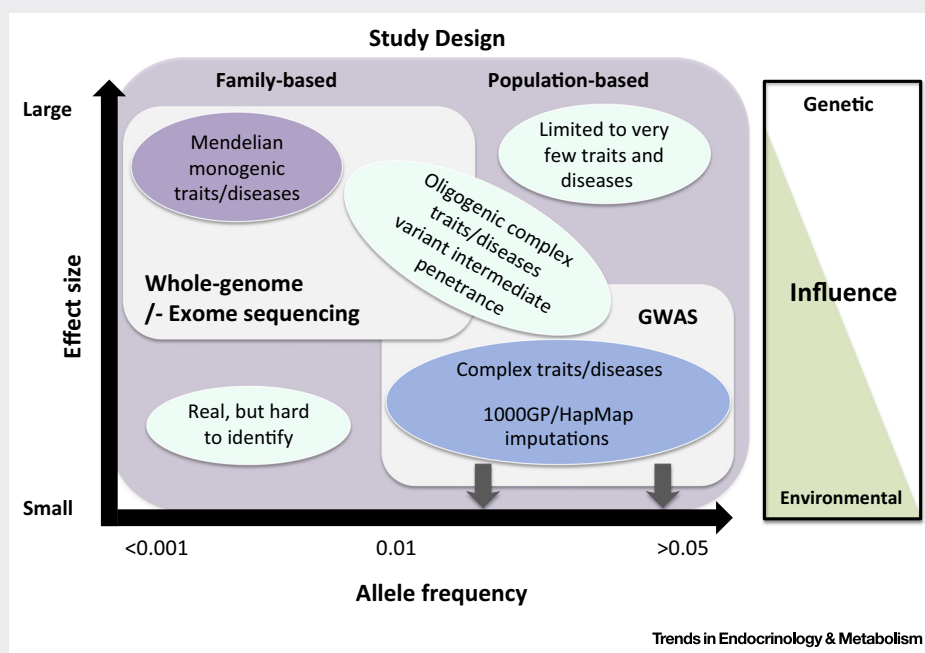 Study Design
Family-based
Population-based
Large
Mendelian
monogenic
traits/diseases
Limited to very
few traits and
diseases
Oligogenic complex
traits/diseases
variant intermediate
penetrance
Whole-genome
/- Exome sequencing
GWAS
Complex traits/diseases
1000GP/HapMap
imputations
Real, but hard
to identify
Effect size
Small
<0.001
0.01
>0.05
Allele frequency
Genetic
Influence
Environmental
Trends in Endocrinology & Metabolism